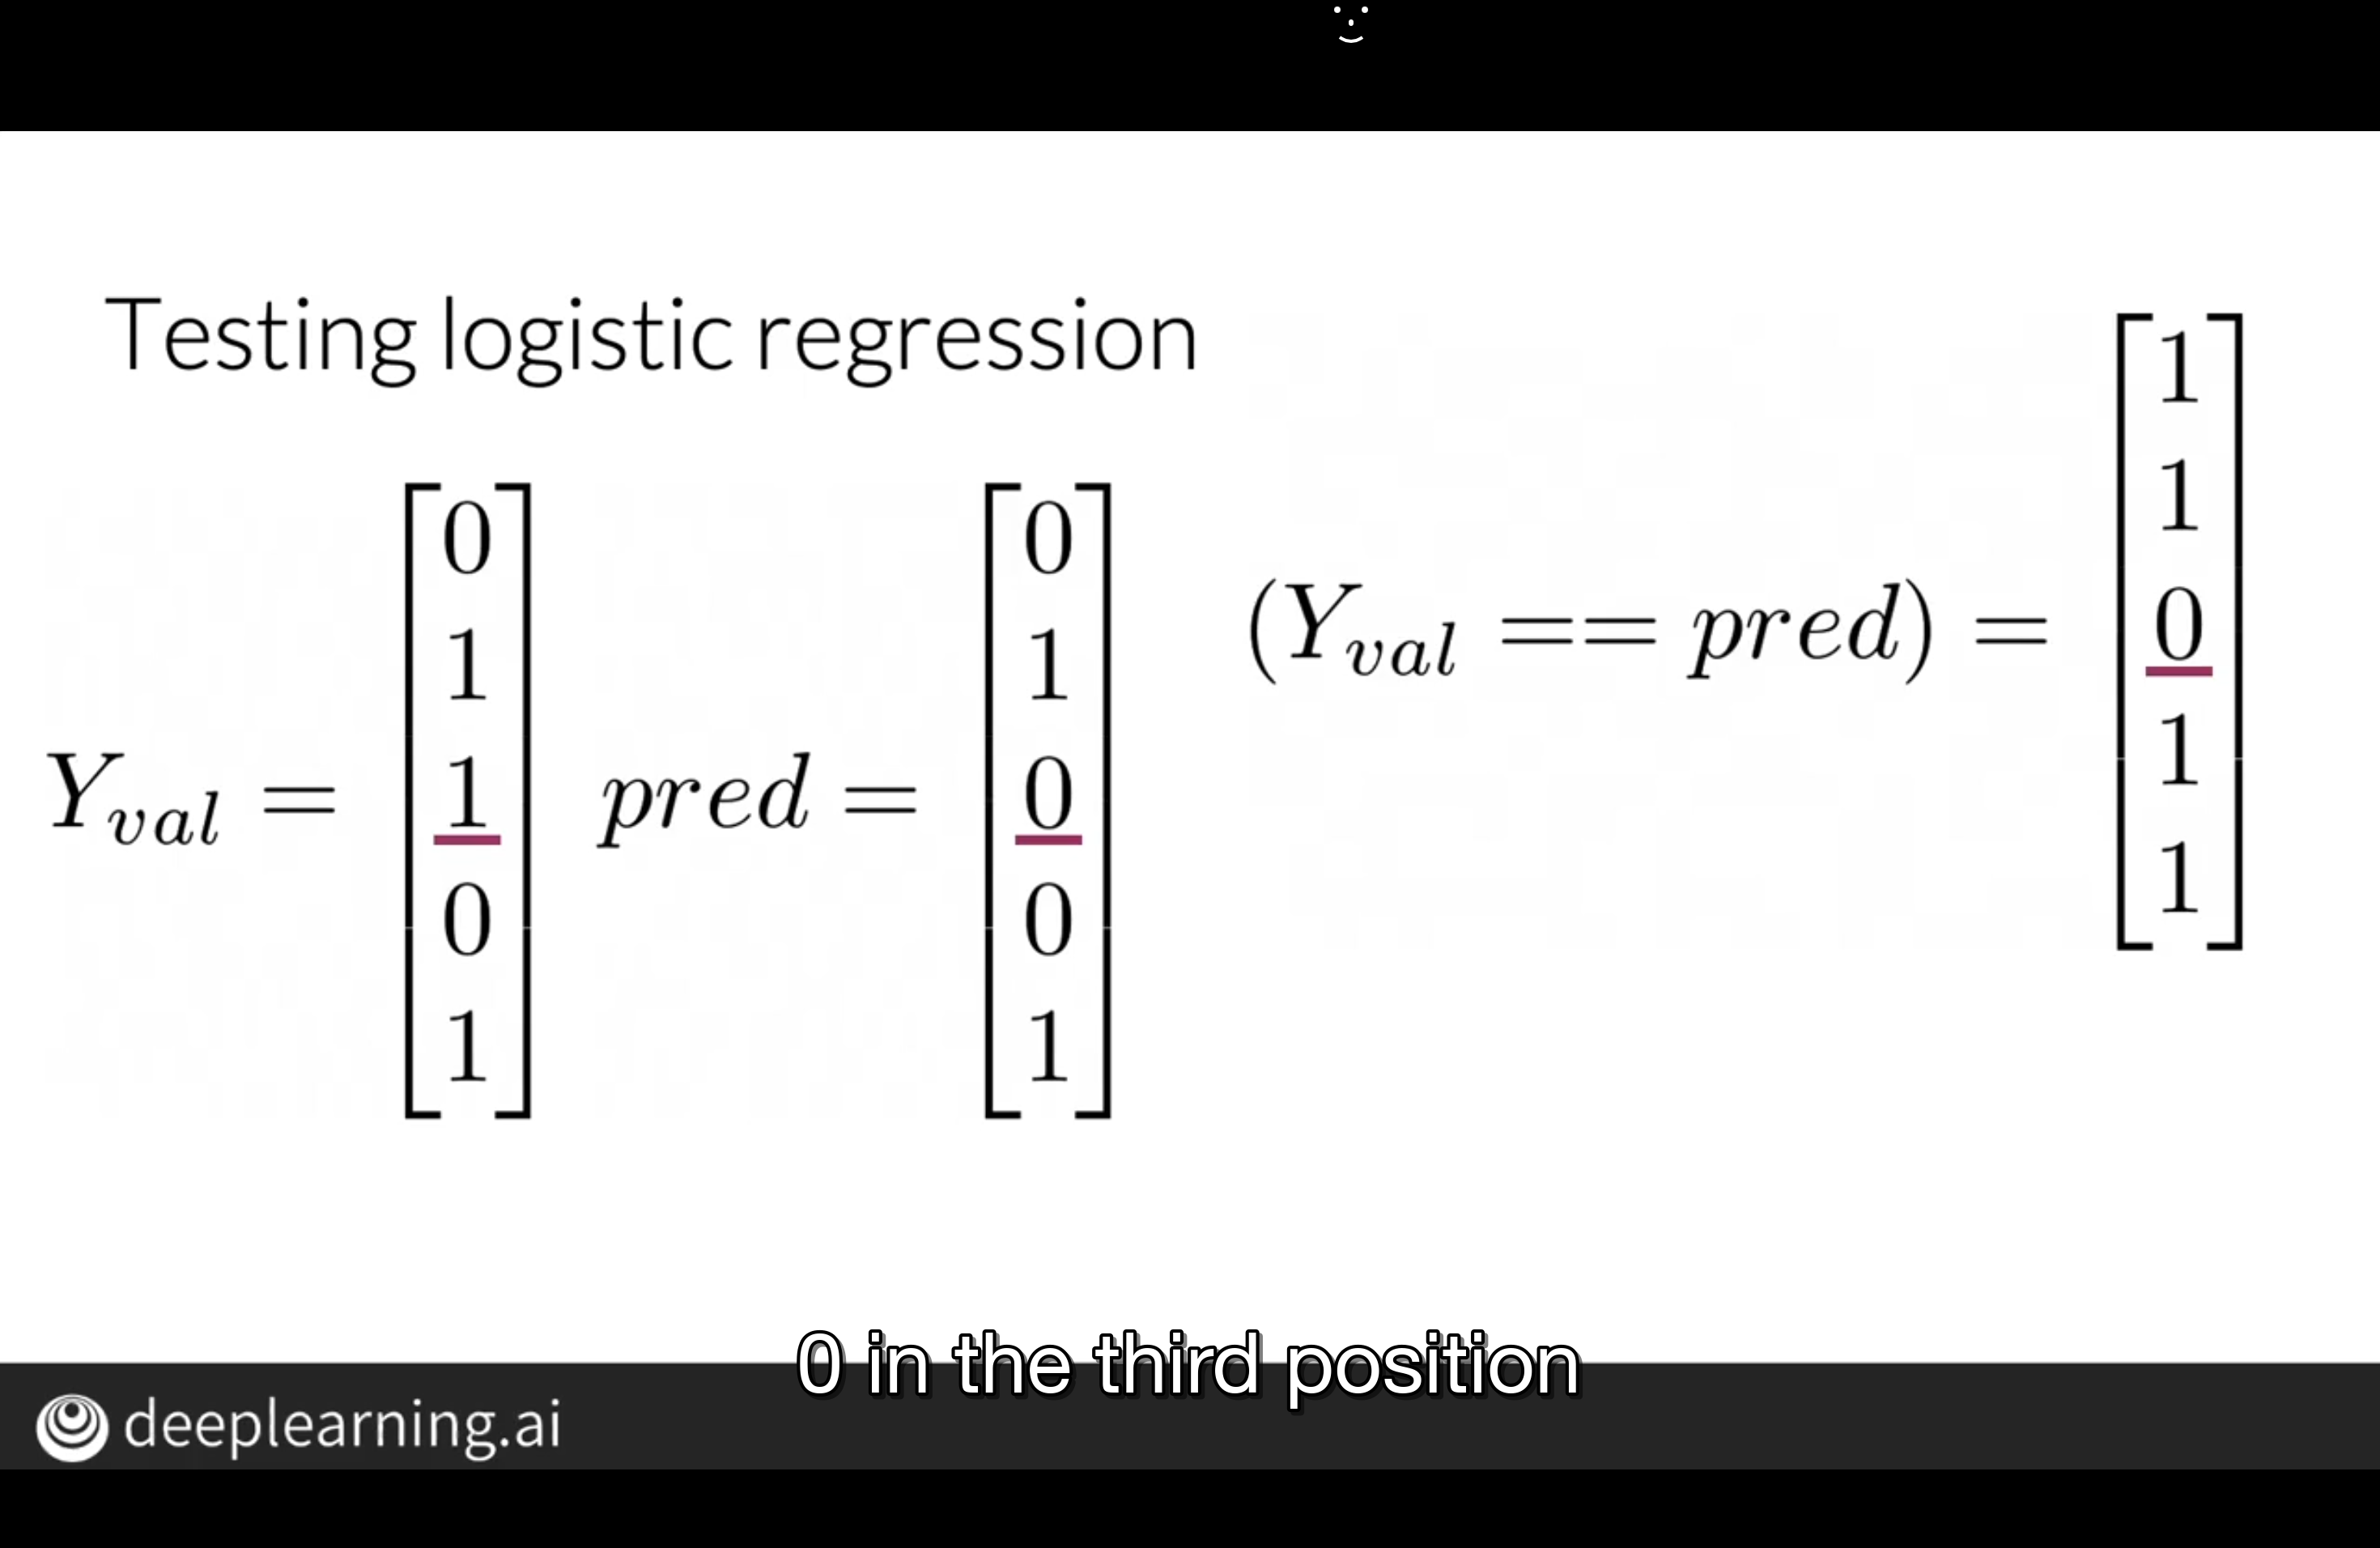 Testing logistic regression
Y_val = [0 1 1 0 1] pred = [0 1 0 0 1] (Y_val == pred) = [1 1 0 1 1]
0 in the third position
deeplearning.ai